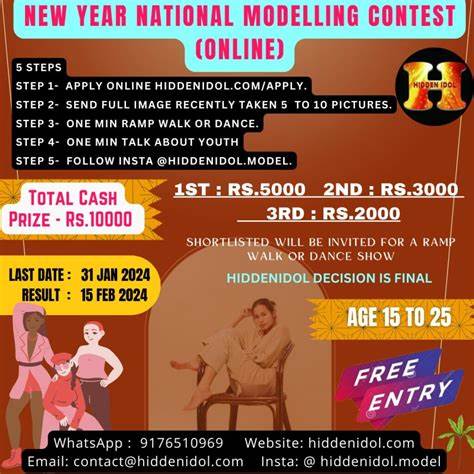 NEW YEAR NATIONAL MODELLING CONTEST
(ONLINE)
5 STEPS
STEP 1- APPLY ONLINE HIDDENIDOL.COM/APPLY.
STEP 2- SEND FULL IMAGE RECENTLY TAKEN 5 TO 10 PICTURES.
STEP 3- ONE MIN RAMP WALK OR DANCE.
STEP 4- ONE MIN TALK ABOUT YOUTH
STEP 5- FOLLOW INSTA @HIDDENIDOL.MODEL.
H
HIDDEN IDOL
TOTAL CASH
PRIZE - RS.10000
1ST : RS.5000 2ND : RS.3000
3RD : RS.2000
SHORTLISTED WILL BE INVITED FOR A RAMP
WALK OR DANCE SHOW
HIDDENIDOL DECISION IS FINAL
LAST DATE : 31 JAN 2024
RESULT : 15 FEB 2024
AGE 15 TO 25
FREE
ENTRY
WhatsApp : 9176510969 Website: hiddenidol.com
Email: contact@hiddenidol.com Insta: @ hiddenidol.model